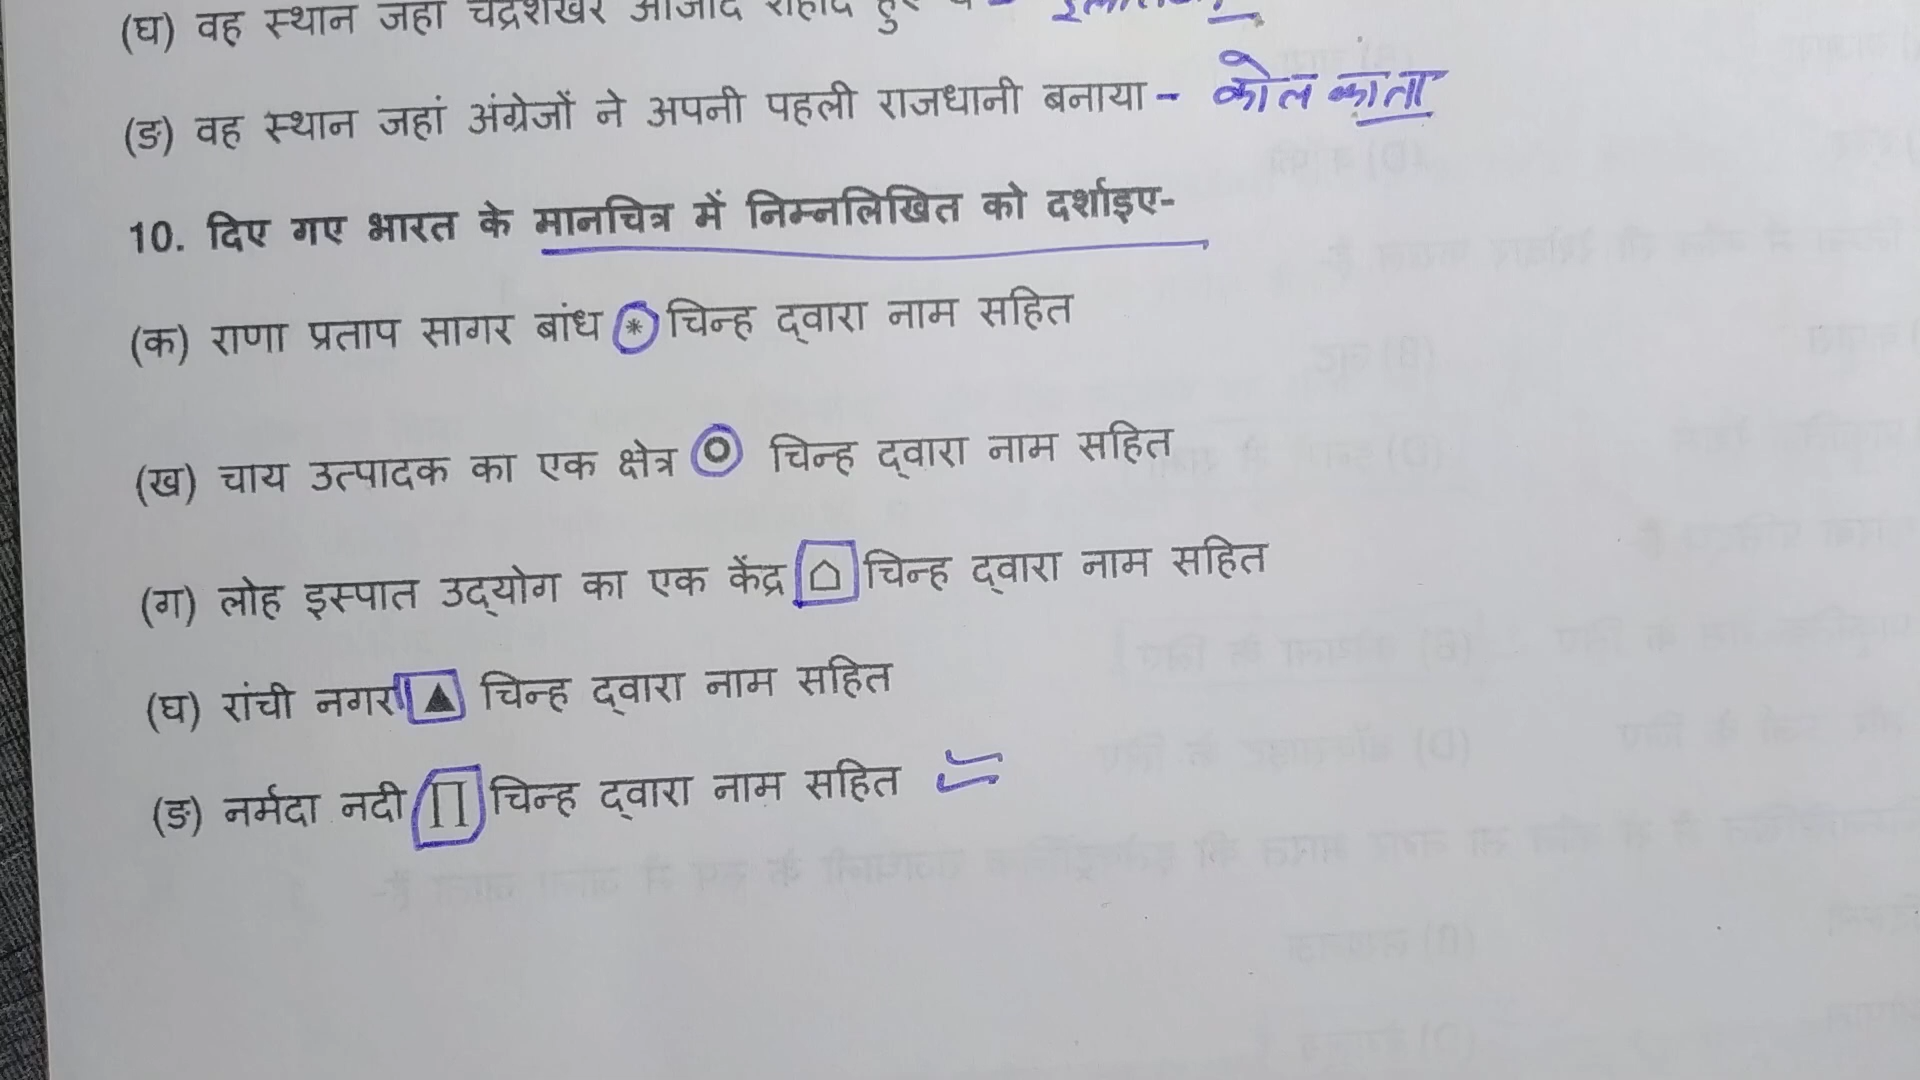 (घ) वह स्थान जहां चंद्रशेखर आजाद शहीद हुए थे -
(ङ) वह स्थान जहां अंग्रेजों ने अपनी पहली राजधानी बनाया - कोलकाता
10. दिए गए भारत के मानचित्र में निम्नलिखित को दर्शाइए-
(क) राणा प्रताप सागर बांध * चिन्ह द्वारा नाम सहित
(ख) चाय उत्पादक का एक क्षेत्र चिन्ह द्वारा नाम सहित
(ग) लोह इस्पात उद्योग का एक केंद्र चिन्ह द्वारा नाम सहित
(घ) रांची नगर ▲ चिन्ह द्वारा नाम सहित
(ङ) नर्मदा नदी ∏ चिन्ह द्वारा नाम सहित